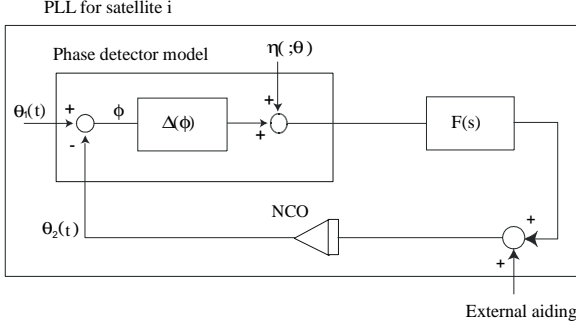 PLL for satellite i
Phase detector model
η( ;θ)
θ₁(t)
+
-
ϕ
Δ(ϕ)
+
+
F(s)
θ₂(t)
NCO
+
+
External aiding